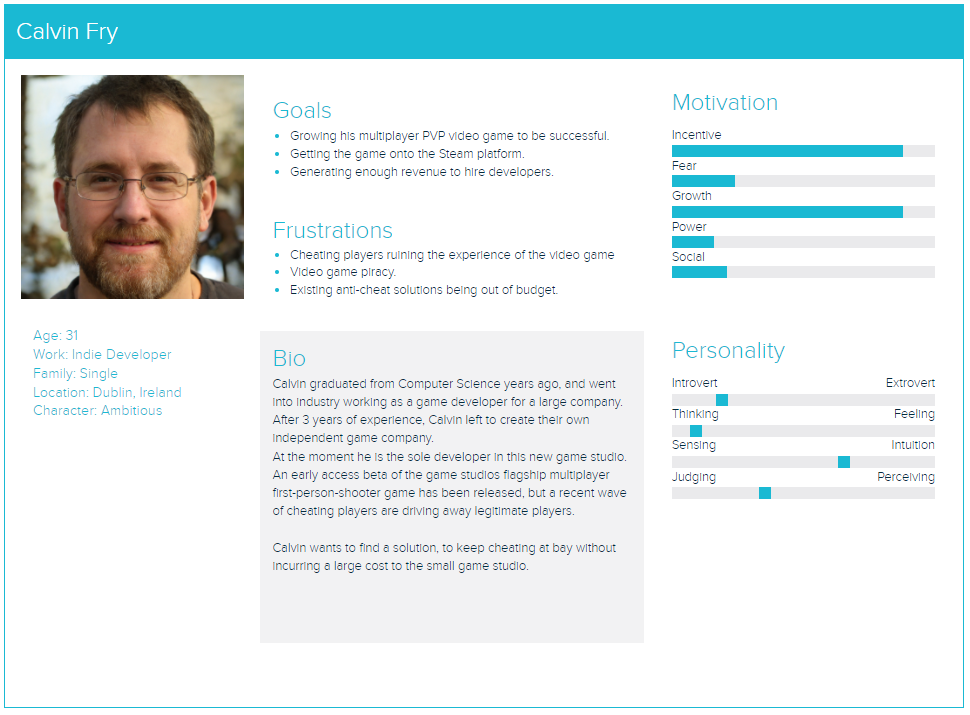 Calvin Fry
Age: 31
Work: Indie Developer
Family: Single
Location: Dublin, Ireland
Character: Ambitious
Goals
Growing his multiplayer PVP video game to be successful.
Getting the game onto the Steam platform.
Generating enough revenue to hire developers.
Frustrations
Cheating players ruining the experience of the video game
Video game piracy.
Existing anti-cheat solutions being out of budget.
Bio
Calvin graduated from Computer Science years ago, and went
into industry working as a game developer for a large company.
After 3 years of experience, Calvin left to create their own
independent game company.
At the moment he is the sole developer in this new game studio.
An early access beta of the game studios flagship multiplayer
first-person-shooter game has been released, but a recent wave
of cheating players are driving away legitimate players.
Calvin wants to find a solution, to keep cheating at bay without
incurring a large cost to the small game studio.
Motivation
Incentive
Fear
Growth
Power
Social
Personality
Introvert Extrovert
Thinking Feeling
Sensing Intuition
Judging Perceiving